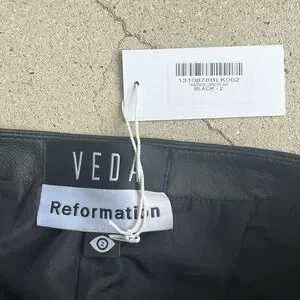 1310878BLK002
BLACK - 2
VEDA
Reformation
2